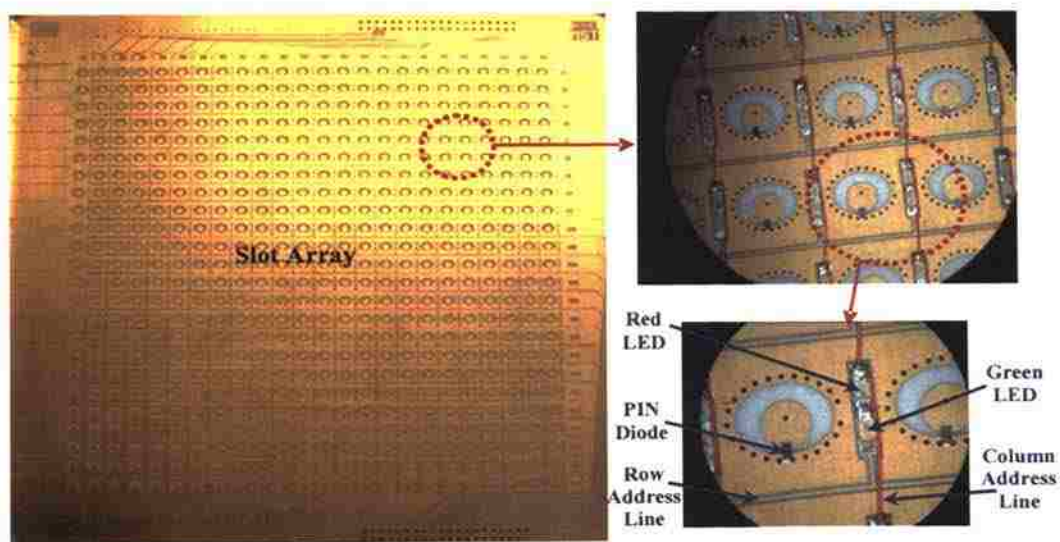 Slot Array
Red
LED
Green
LED
PIN
Diode
Row
Address
Line
Column
Address
Line